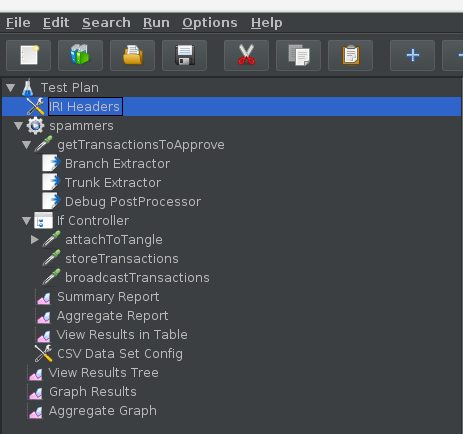 File Edit Search Run Options Help
Test Plan
IRI Headers
spammers
getTransactionsToApprove
Branch Extractor
Trunk Extractor
Debug PostProcessor
If Controller
attachToTangle
storeTransactions
broadcastTransactions
Summary Report
Aggregate Report
View Results in Table
CSV Data Set Config
View Results Tree
Graph Results
Aggregate Graph